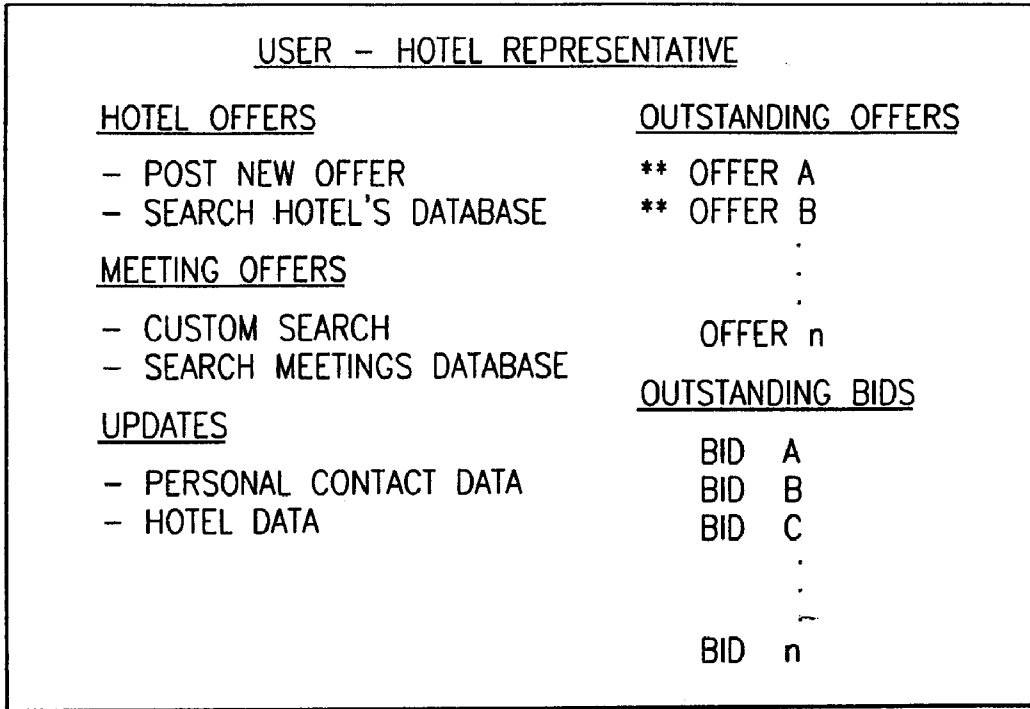 USER – HOTEL REPRESENTATIVE
HOTEL OFFERS
– POST NEW OFFER
– SEARCH HOTEL'S DATABASE
MEETING OFFERS
– CUSTOM SEARCH
– SEARCH MEETINGS DATABASE
UPDATES
– PERSONAL CONTACT DATA
– HOTEL DATA
OUTSTANDING OFFERS
** OFFER A
** OFFER B
.
.
.
OFFER n
OUTSTANDING BIDS
BID A
BID B
BID C
.
.
.
BID n